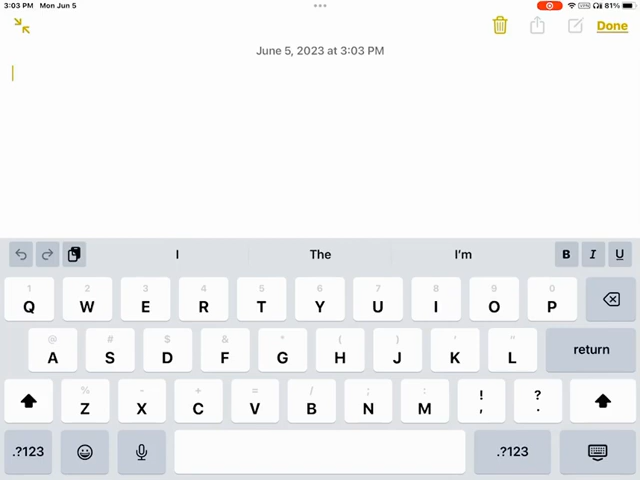 3:03 PM Mon Jun 5 VPN 81%
Done
June 5, 2023 at 3:03 PM
I The I'm B I U
1 2 3 4 5 6 7 8 9 0
Q W E R T Y U I O P
@ # $ & * ( ) ' "
A S D F G H J K L return
% - + = / ; : ! ?
Z X C V B N M , .
.?123 .?123